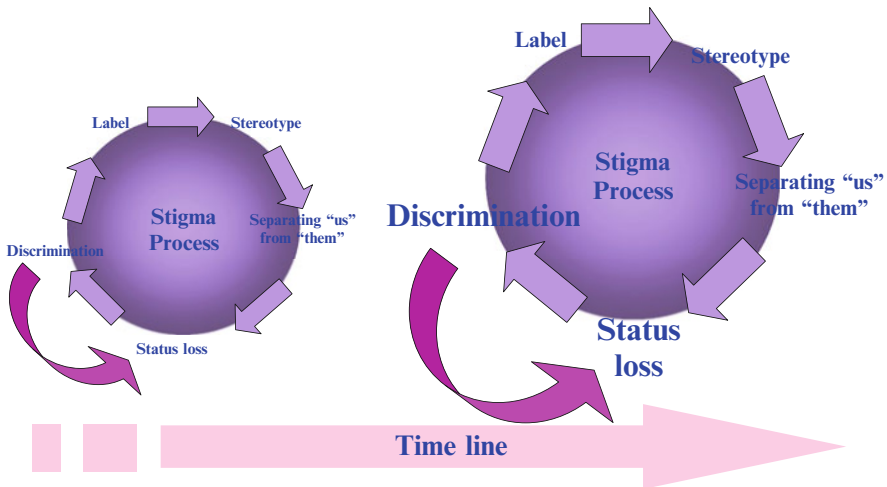 Label
Stereotype
Stigma
Process
Separating “us”
from “them”
Discrimination
Status loss
Label
Stereotype
Stigma
Process
Separating “us”
from “them”
Discrimination
Status
loss
Time line